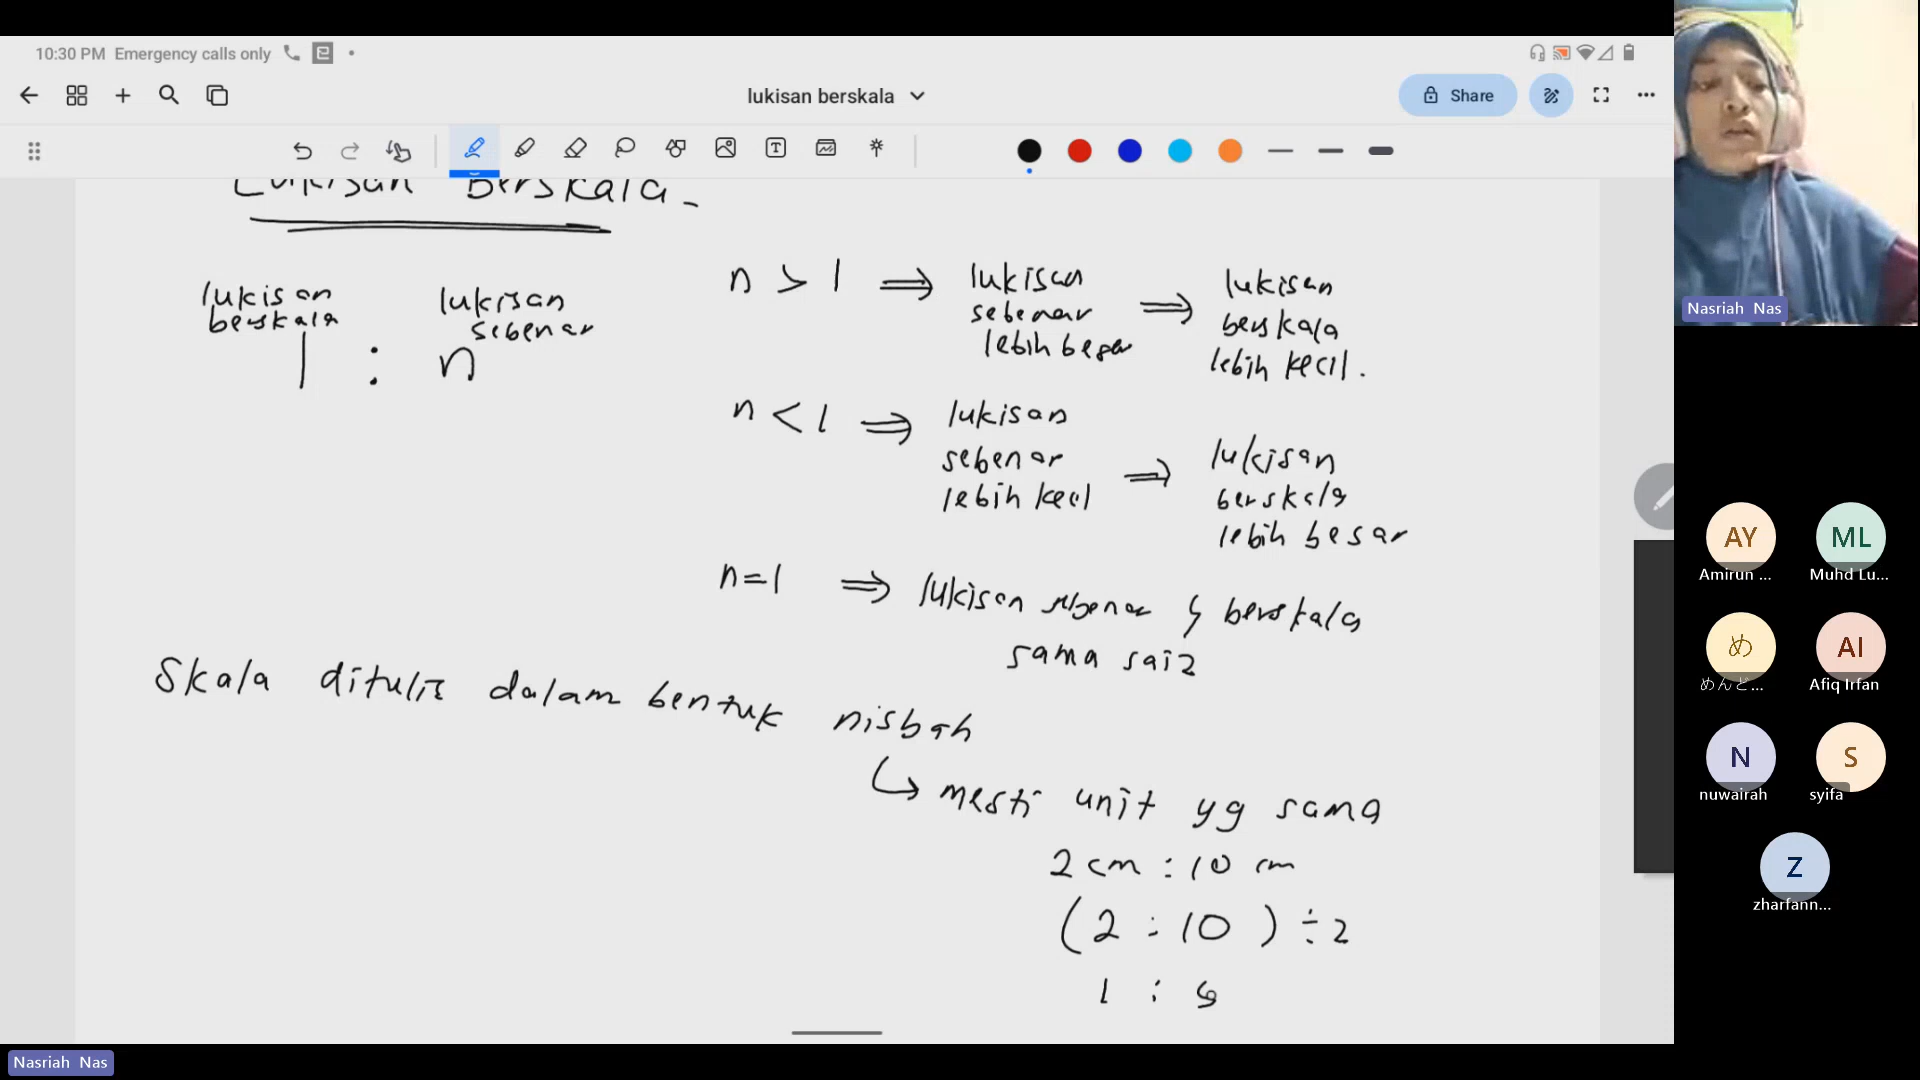 10:30 PM Emergency calls only
lukisan berskala
Share
Lukisan Berskala
lukisan berskala
lukisan sebenar
1 : n
n > 1 ⇒ lukisan sebenar lebih besar ⇒ lukisan berskala lebih kecil.
n < 1 ⇒ lukisan sebenar lebih kecil ⇒ lukisan berskala lebih besar
n = 1 ⇒ lukisan sebenar & berskala
sama saiz
Skala ditulis dalam bentuk nisbah
↳ mesti unit yg sama
2 cm : 10 cm
(2 : 10) ÷ 2
1 : 5
Nasriah Nas
AY
Amirun ...
ML
Muhd Lu...
め
めんど...
AI
Afiq Irfan
N
nuwairah
S
syifa
Z
zharfann...
Nasriah Nas